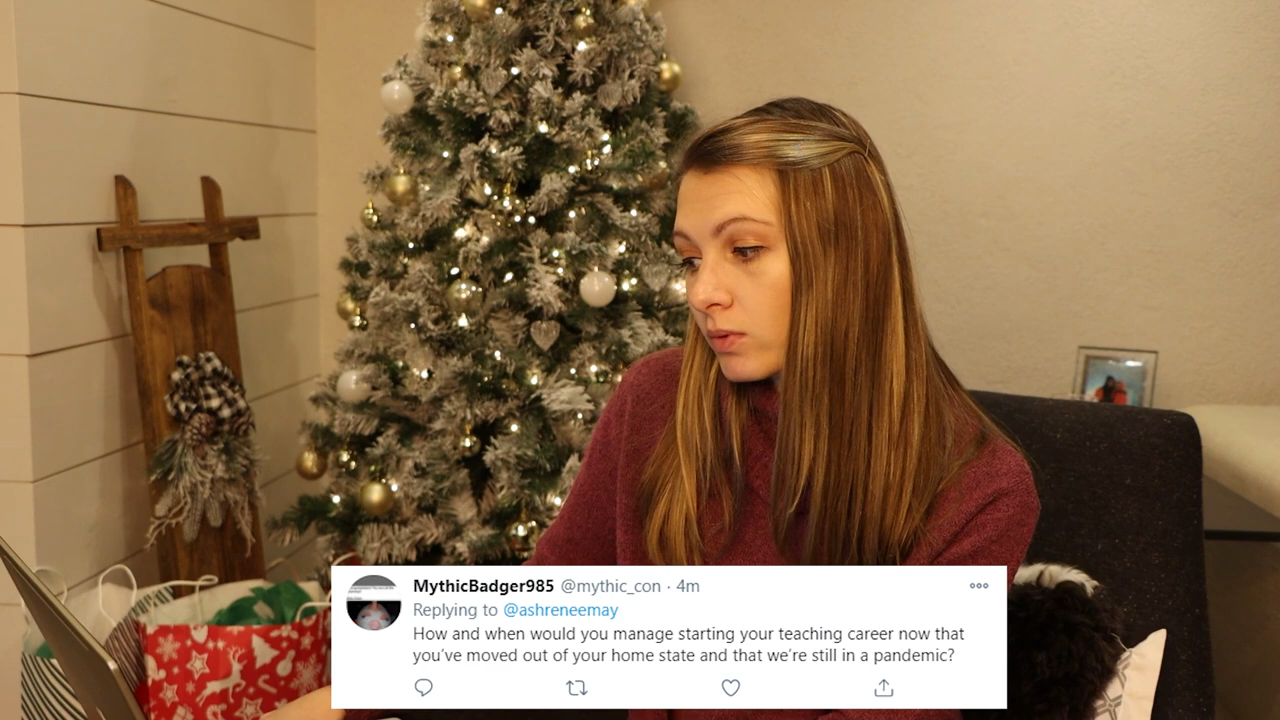 MythicBadger985 @mythic_con · 4m
Replying to @ashreneemay
How and when would you manage starting your teaching career now that
you’ve moved out of your home state and that we’re still in a pandemic?